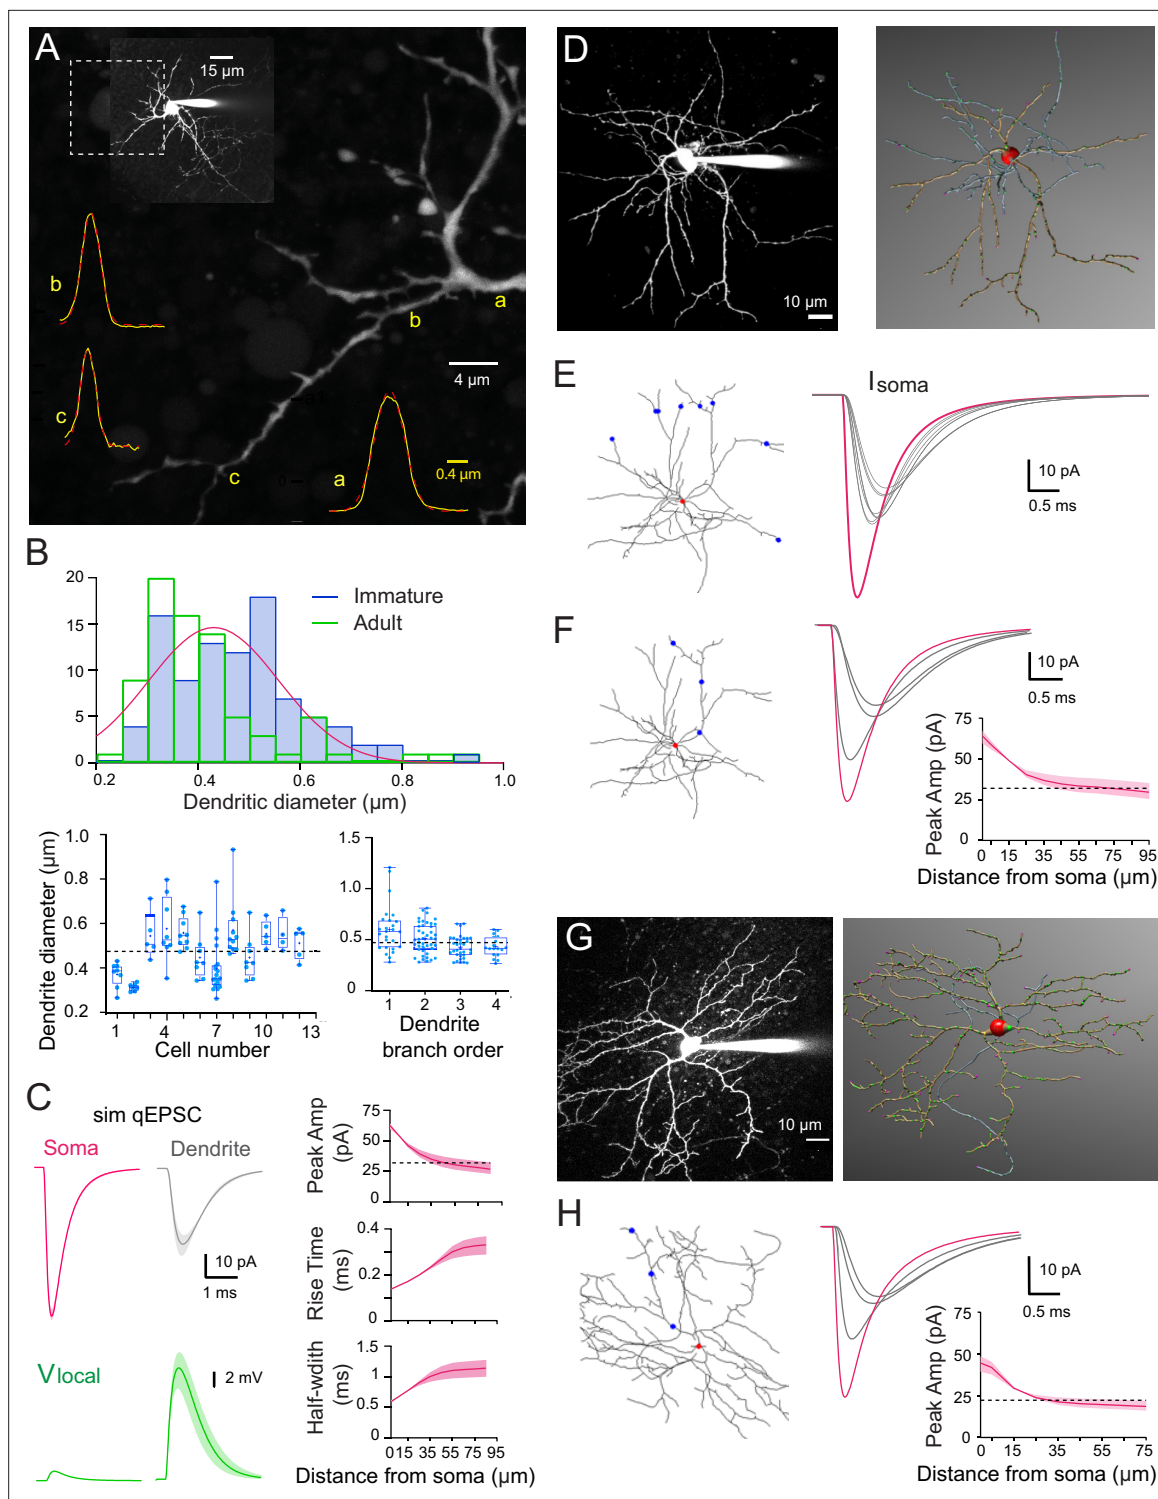 A
15 µm
b
a
b
4 µm
c
c
0.4 µm
a
B
20
15
10
5
0
Immature
Adult
0.2
0.4
0.6
0.8
1.0
Dendritic diameter (µm)
Dendrite diameter (µm)
1.0
0.8
0.6
0.4
0.2
1
4
7
10
13
Cell number
1.5
1.0
0.5
0
1
2
3
4
Dendrite
branch order
C
sim qEPSC
Soma
Dendrite
10 pA
1 ms
Vlocal
2 mV
Peak Amp
(pA)
75
50
25
0
Rise Time
(ms)
0.4
0.2
0
Half-wdith
(ms)
1.5
1
0.5
0
0 15 35 55 75 95
Distance from soma (µm)
D
10 µm
E
Isoma
10 pA
0.5 ms
F
10 pA
0.5 ms
Peak Amp (pA)
75
50
25
0
0 15 35 55 75 95
Distance from soma (µm)
G
10 µm
H
10 pA
0.5 ms
Peak Amp (pA)
75
50
25
0
0 15 35 55 75
Distance from soma (µm)